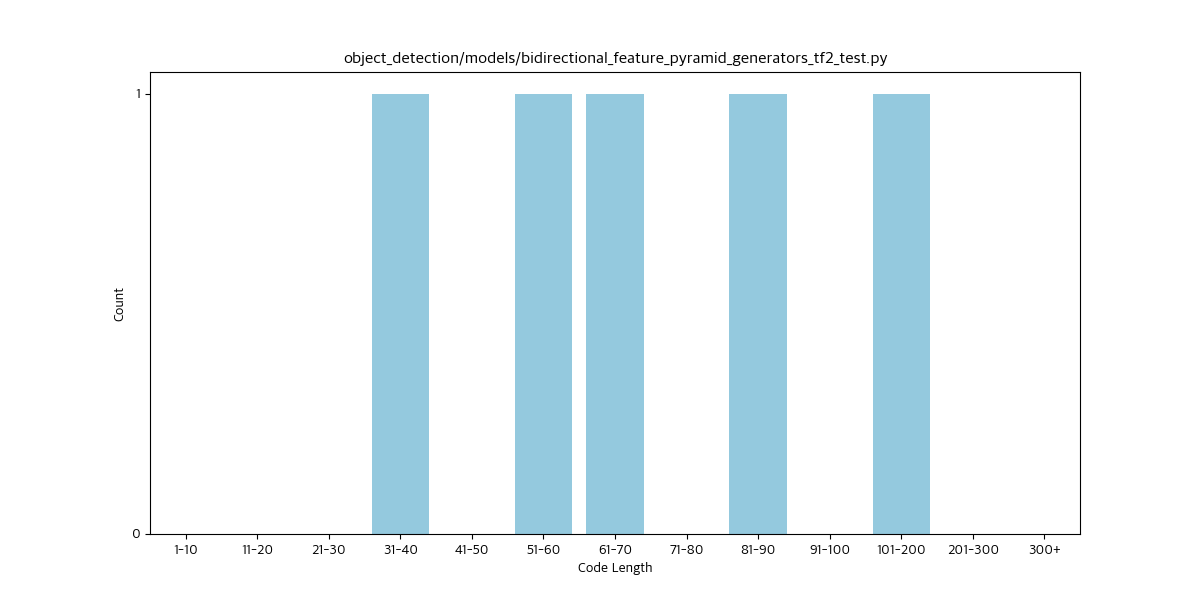 object_detection/models/bidirectional_feature_pyramid_generators_tf2_test.py
1
Count
0
1-10 11-20 21-30 31-40 41-50 51-60 61-70 71-80 81-90 91-100 101-200 201-300 300+
Code Length